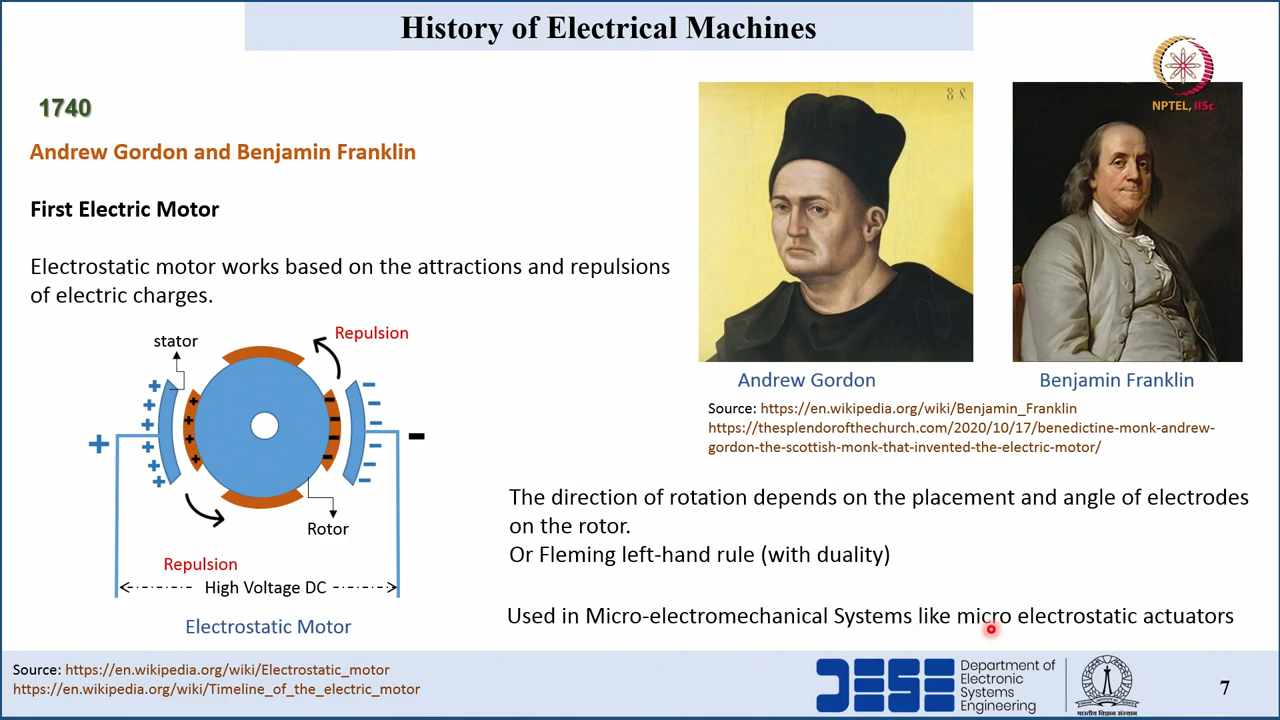 History of Electrical Machines
NPTEL, IISc
1740
Andrew Gordon and Benjamin Franklin
First Electric Motor
Electrostatic motor works based on the attractions and repulsions
of electric charges.
stator
Repulsion
+
-
Rotor
Repulsion
High Voltage DC
Electrostatic Motor
Andrew Gordon
Benjamin Franklin
Source: https://en.wikipedia.org/wiki/Benjamin_Franklin
https://thesplendorofthechurch.com/2020/10/17/benedictine-monk-andrew-
gordon-the-scottish-monk-that-invented-the-electric-motor/
The direction of rotation depends on the placement and angle of electrodes
on the rotor.
Or Fleming left-hand rule (with duality)
Used in Micro-electromechanical Systems like micro electrostatic actuators
Source: https://en.wikipedia.org/wiki/Electrostatic_motor
https://en.wikipedia.org/wiki/Timeline_of_the_electric_motor
DESE
Department of
Electronic
Systems
Engineering
भारतीय विज्ञान संस्थान
7